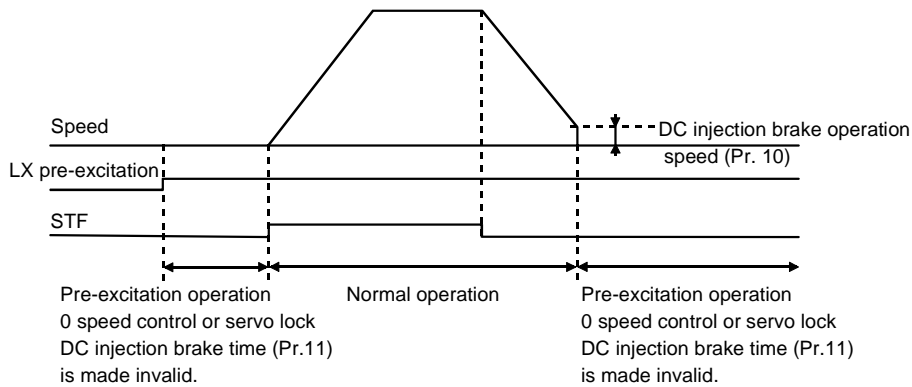 Speed
DC injection brake operation
speed (Pr. 10)
LX pre-excitation
STF
Pre-excitation operation
0 speed control or servo lock
DC injection brake time (Pr.11)
is made invalid.
Normal operation
Pre-excitation operation
0 speed control or servo lock
DC injection brake time (Pr.11)
is made invalid.